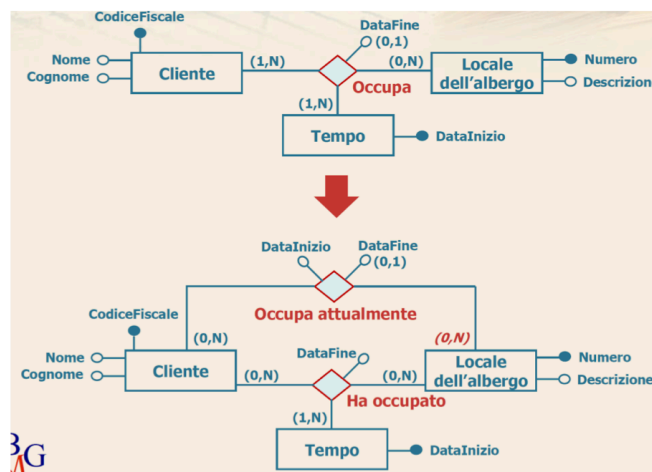 CodiceFiscale
DataFine
(0,1)
Nome
Cognome
Cliente
(1,N)
(0,N)
Occupa
Locale
dell'albergo
Numero
Descrizione
(1,N)
Tempo
DataInizio
DataInizio
DataFine
(0,1)
Occupa attualmente
CodiceFiscale
(0,N)
(0,N)
Nome
Cognome
Cliente
(0,N)
DataFine
(0,N)
Ha occupato
Locale
dell'albergo
Numero
Descrizione
(1,N)
Tempo
DataInizio
BG
M